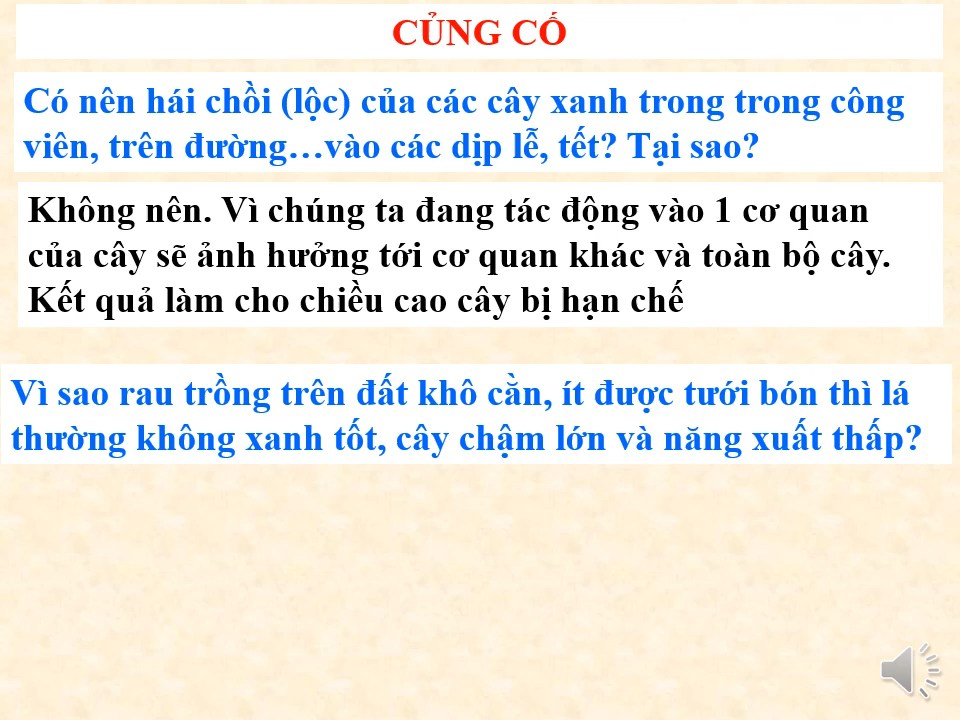 CỦNG CỐ
Có nên hái chồi (lộc) của các cây xanh trong trong công
viên, trên đường…vào các dịp lễ, tết? Tại sao?
Không nên. Vì chúng ta đang tác động vào 1 cơ quan
của cây sẽ ảnh hưởng tới cơ quan khác và toàn bộ cây.
Kết quả làm cho chiều cao cây bị hạn chế
Vì sao rau trồng trên đất khô cằn, ít được tưới bón thì lá
thường không xanh tốt, cây chậm lớn và năng xuất thấp?